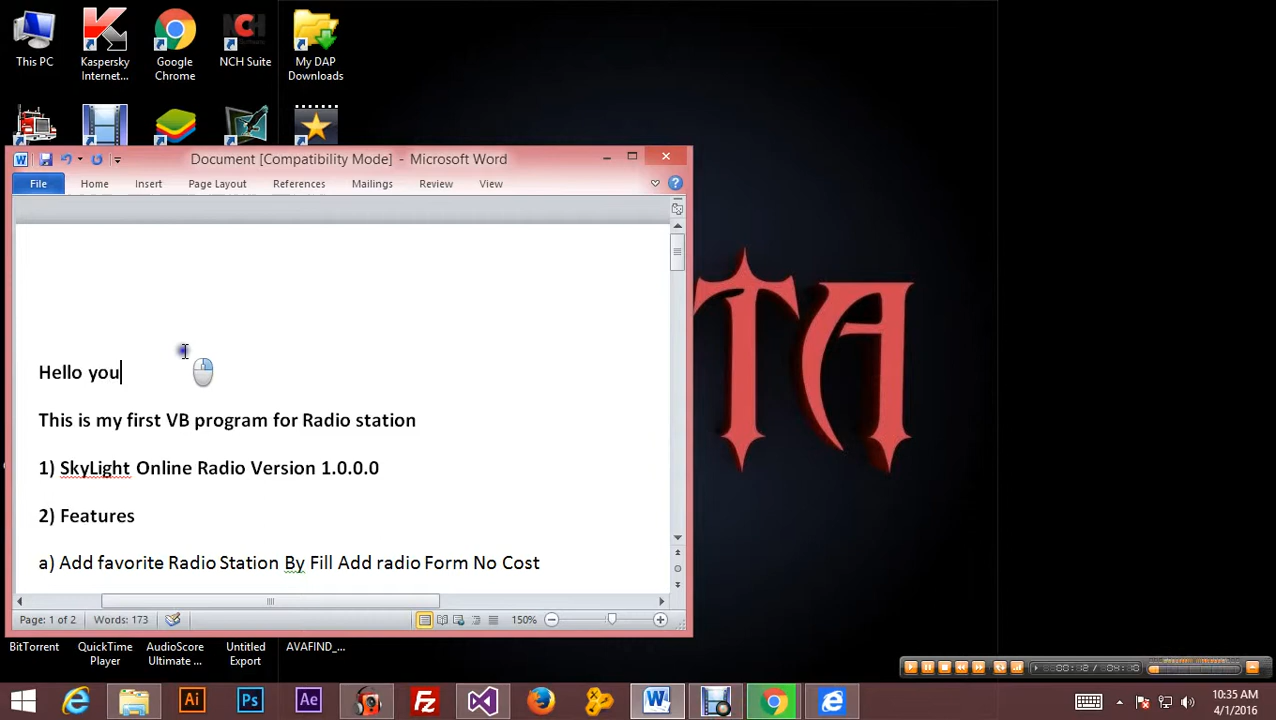 This PC
Kaspersky Internet...
Google Chrome
NCH Suite
My DAP Downloads
Document [Compatibility Mode] - Microsoft Word
File Home Insert Page Layout References Mailings Review View
Hello you
This is my first VB program for Radio station
1) SkyLight Online Radio Version 1.0.0.0
2) Features
a) Add favorite Radio Station By Fill Add radio Form No Cost
Page: 1 of 2 Words: 173 150%
TA
BitTorrent
QuickTime Player
AudioScore Ultimate ...
Untitled Export
AVAFIND_...
Ai Ps Ae
10:35 AM
4/1/2016